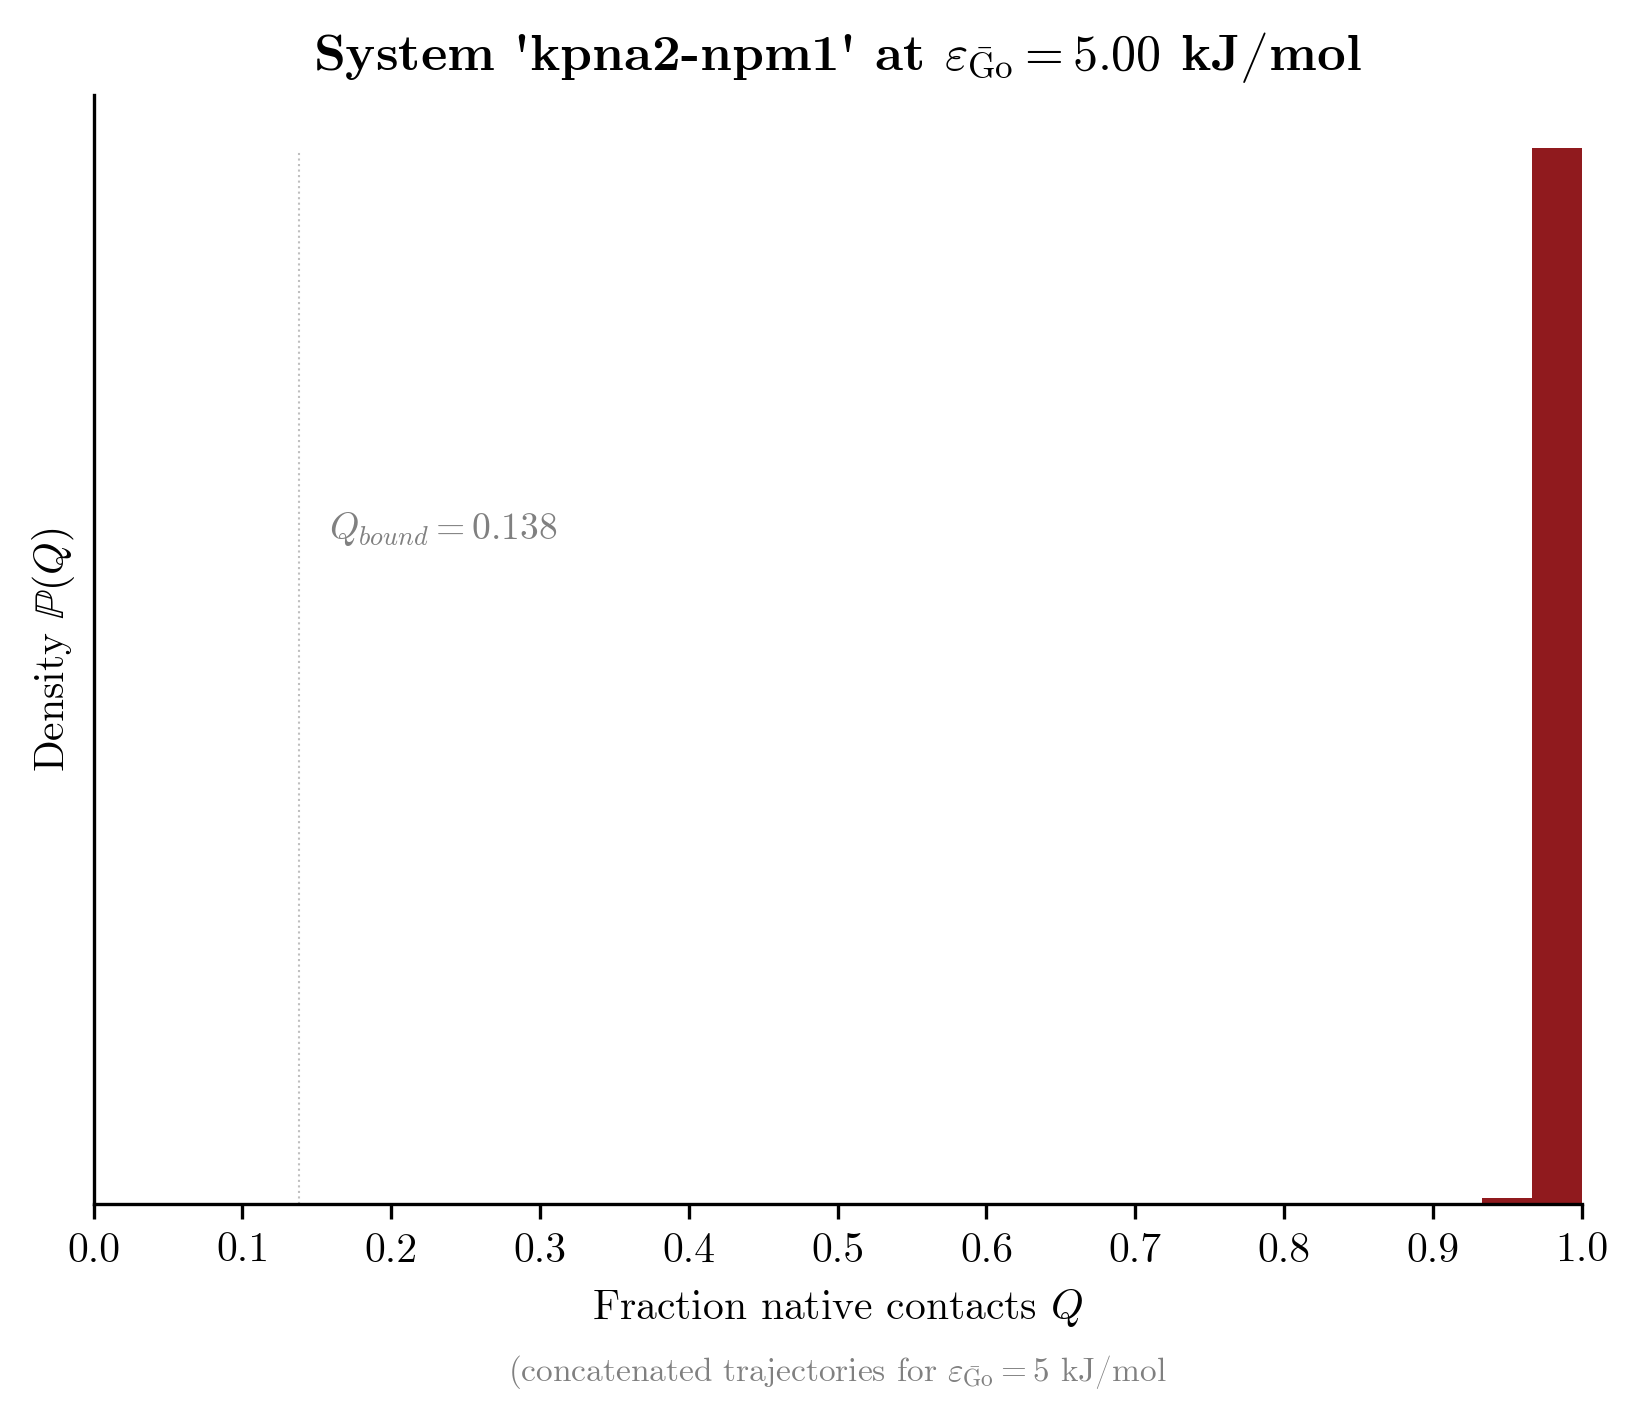 System 'kpna2-npm1' at ε_Ḡo = 5.00 kJ/mol
Q_bound = 0.138
Density ℙ(Q)
0.0 0.1 0.2 0.3 0.4 0.5 0.6 0.7 0.8 0.9 1.0
Fraction native contacts Q
(concatenated trajectories for ε_Ḡo = 5 kJ/mol